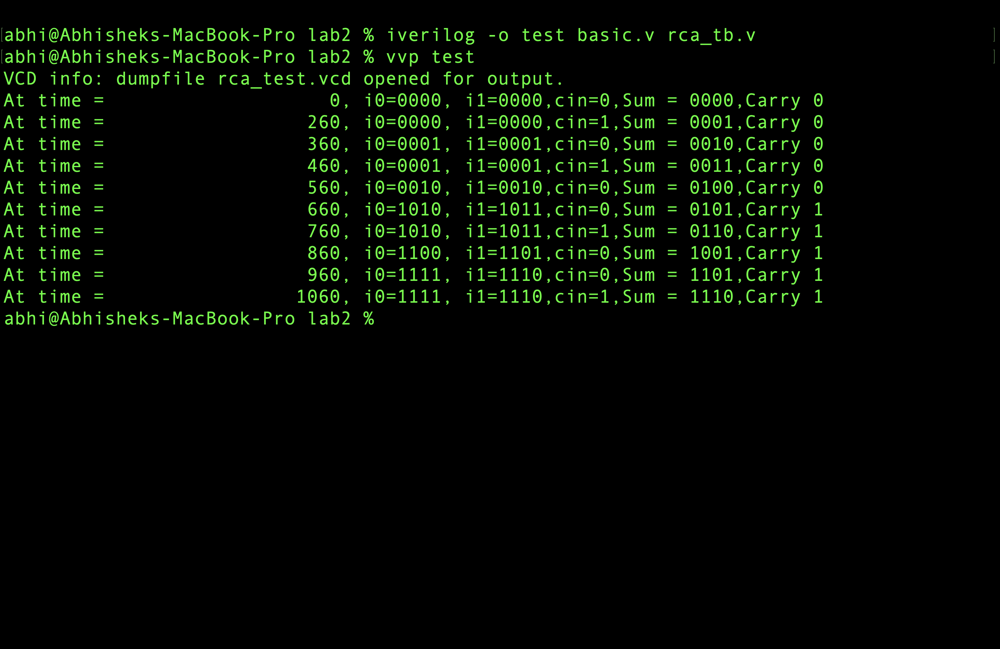 [abhi@Abhisheks-MacBook-Pro lab2 % iverilog -o test basic.v rca_tb.v ]
[abhi@Abhisheks-MacBook-Pro lab2 % vvp test ]
VCD info: dumpfile rca_test.vcd opened for output.
At time =                    0, i0=0000, i1=0000,cin=0,Sum = 0000,Carry 0
At time =                  260, i0=0000, i1=0000,cin=1,Sum = 0001,Carry 0
At time =                  360, i0=0001, i1=0001,cin=0,Sum = 0010,Carry 0
At time =                  460, i0=0001, i1=0001,cin=1,Sum = 0011,Carry 0
At time =                  560, i0=0010, i1=0010,cin=0,Sum = 0100,Carry 0
At time =                  660, i0=1010, i1=1011,cin=0,Sum = 0101,Carry 1
At time =                  760, i0=1010, i1=1011,cin=1,Sum = 0110,Carry 1
At time =                  860, i0=1100, i1=1101,cin=0,Sum = 1001,Carry 1
At time =                  960, i0=1111, i1=1110,cin=0,Sum = 1101,Carry 1
At time =                 1060, i0=1111, i1=1110,cin=1,Sum = 1110,Carry 1
abhi@Abhisheks-MacBook-Pro lab2 %